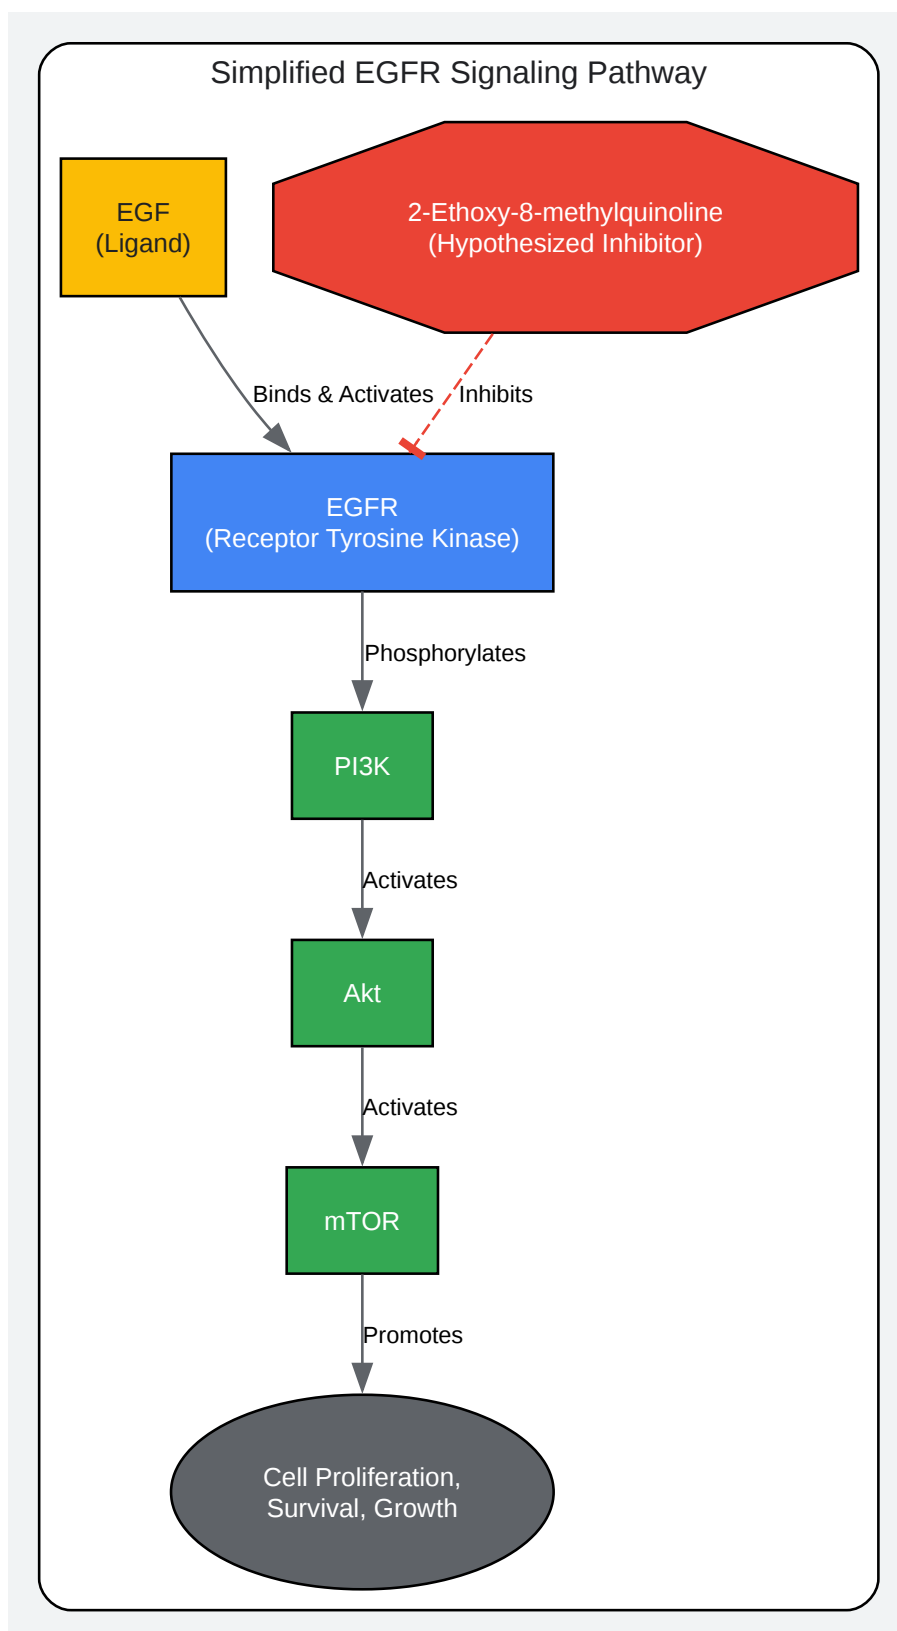 Simplified EGFR Signaling Pathway
EGF
(Ligand)
2-Ethoxy-8-methylquinoline
(Hypothesized Inhibitor)
Binds & Activates
Inhibits
EGFR
(Receptor Tyrosine Kinase)
Phosphorylates
PI3K
Activates
Akt
Activates
mTOR
Promotes
Cell Proliferation,
Survival, Growth